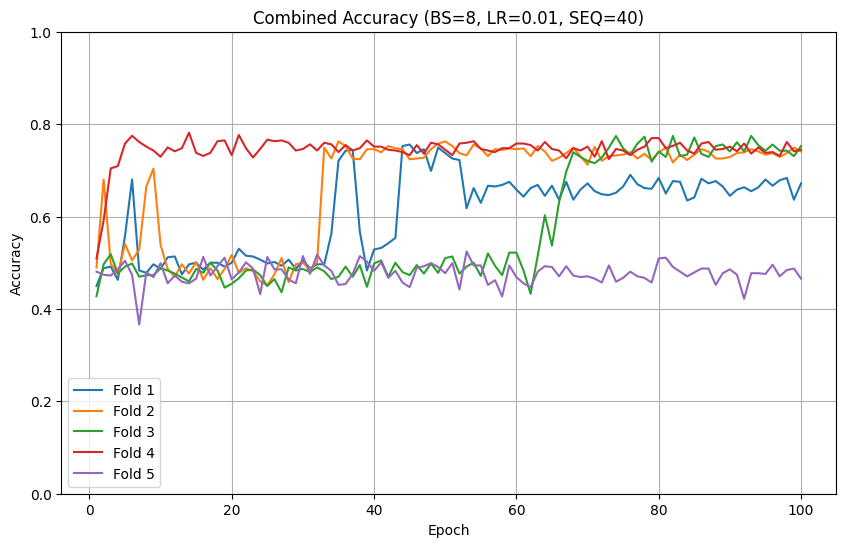 Combined Accuracy (BS=8, LR=0.01, SEQ=40)
1.0
0.8
0.6
0.4
0.2
0.0
Accuracy
Fold 1
Fold 2
Fold 3
Fold 4
Fold 5
0 20 40 60 80 100
Epoch